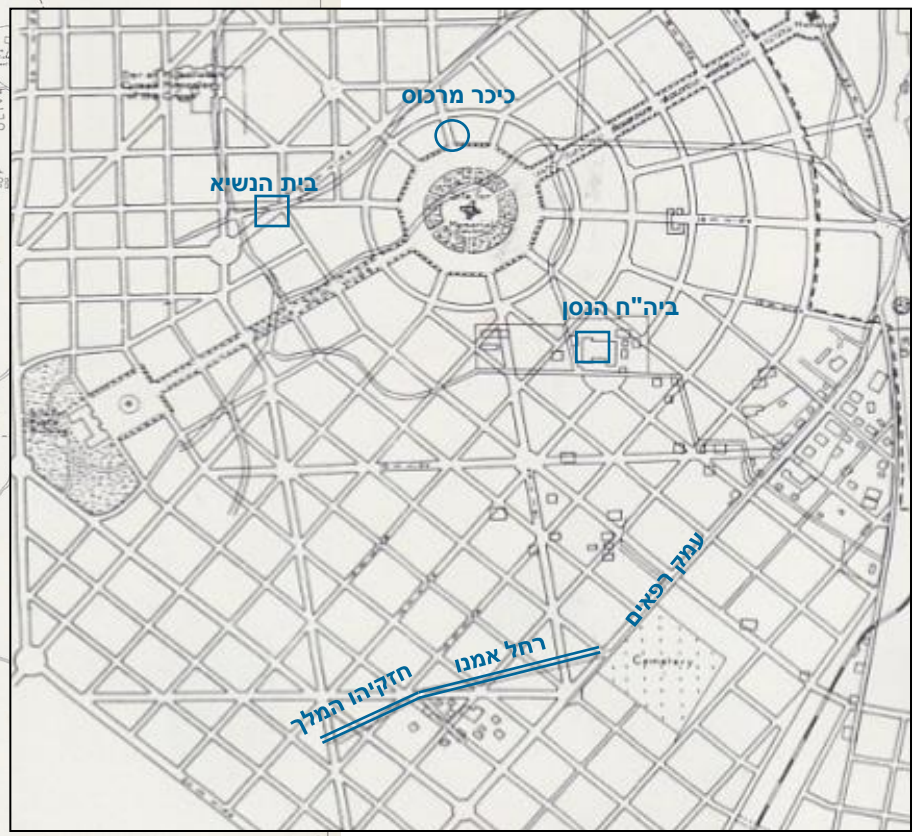 כיכר מרכוס
בית הנשיא
ביה"ח הנסן
עמק רפאים
רחל אמנו
חזקיהו המלך
Cemetery